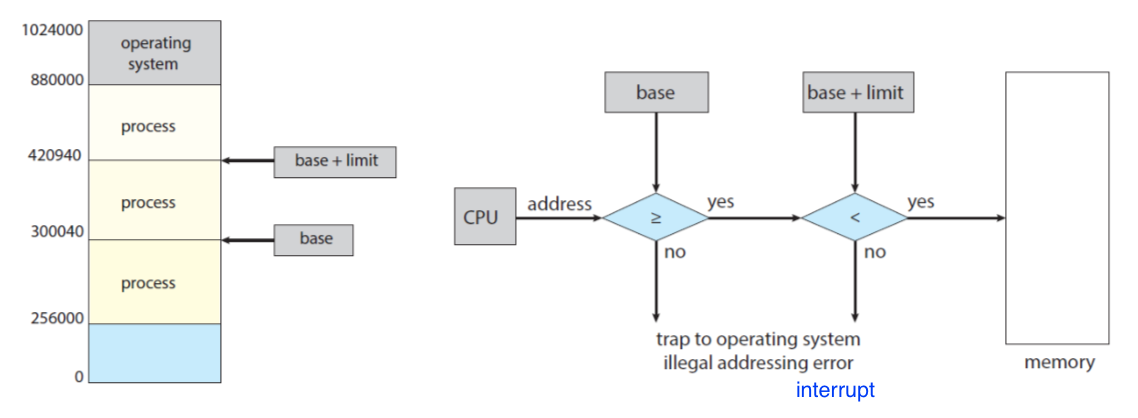 1024000
operating
system
880000
process
420940
base + limit
process
300040
base
process
256000
0
base
base + limit
CPU
address
≥
yes
<
yes
no
no
trap to operating system
illegal addressing error
interrupt
memory